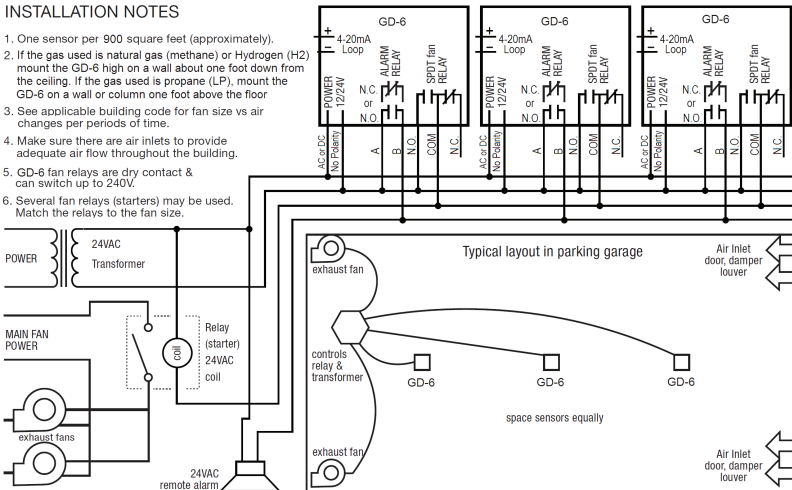 INSTALLATION NOTES
1. One sensor per 900 square feet (approximately).
2. If the gas used is natural gas (methane) or Hydrogen (H2)
mount the GD-6 high on a wall about one foot down from
the ceiling. If the gas used is propane (LP), mount the
GD-6 on a wall or column one foot above the floor
3. See applicable building code for fan size vs air
changes per periods of time.
4. Make sure there are air inlets to provide
adequate air flow throughout the building.
5. GD-6 fan relays are dry contact &
can switch up to 240V.
6. Several fan relays (starters) may be used.
Match the relays to the fan size.
GD-6
+
4-20mA
–
Loop
POWER
12/24V
ALARM
RELAY
SPDT fan
RELAY
N.C.
or
N.O.
AC or DC
No Polarity
A
B
N.O.
COM
N.C.
GD-6
+
4-20mA
–
Loop
POWER
12/24V
ALARM
RELAY
SPDT fan
RELAY
N.C.
or
N.O.
AC or DC
No Polarity
A
B
N.O.
COM
N.C.
GD-6
+
4-20mA
–
Loop
POWER
12/24V
ALARM
RELAY
SPDT fan
RELAY
N.C.
or
N.O.
AC or DC
No Polarity
A
B
N.O.
COM
N.C.
POWER
24VAC
Transformer
MAIN FAN
POWER
coil
Relay
(starter)
24VAC
coil
exhaust fans
24VAC
remote alarm
Typical layout in parking garage
exhaust fan
Air Inlet
door, damper
louver
controls
relay &
transformer
GD-6
GD-6
GD-6
space sensors equally
exhaust fan
Air Inlet
door, damper
louver